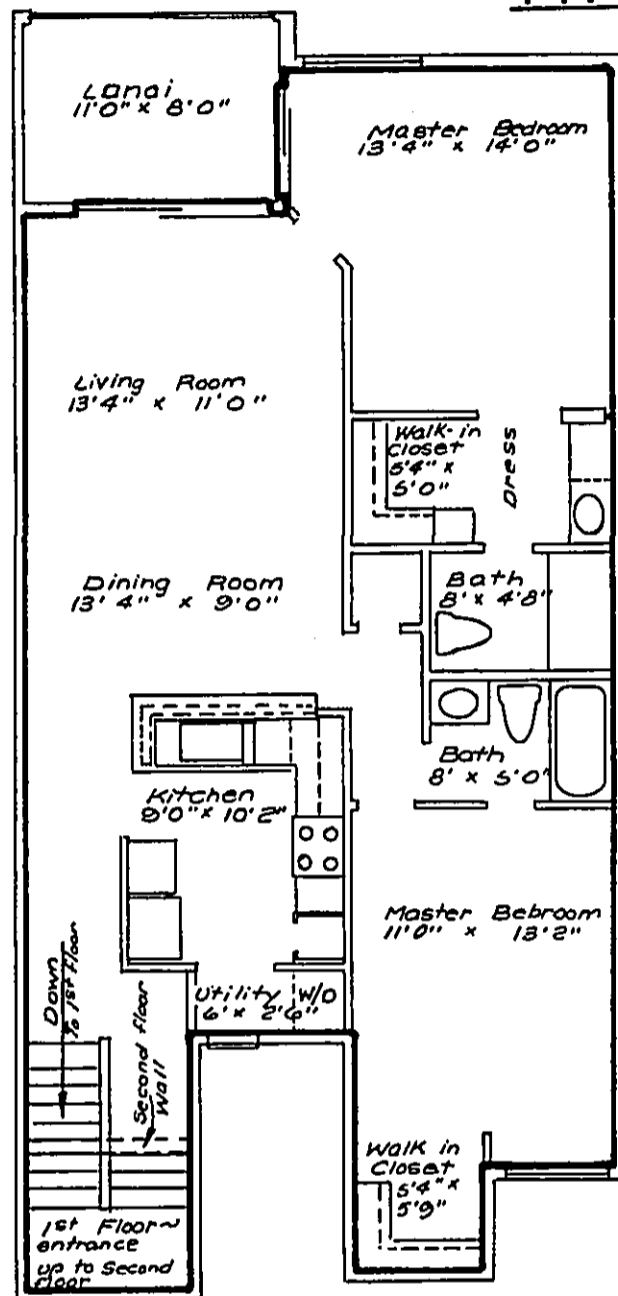 Lanai
11'0" x 8'0"
Master Bedroom
13'4" x 14'0"
Living Room
13'4" x 11'0"
Walk-in
Closet
5'4" x
5'0"
Dress
Dining Room
13'4" x 9'0"
Bath
8' x 4'8"
Bath
8' x 5'0"
Kitchen
9'0" x 10'2"
Master Bebroom
11'0" x 13'2"
Utility W/D
6' x 2'6"
Down
To 1st floor
Second floor
Wall
Walk in
Closet
5'4" x
5'9"
1st Floor~
entrance
up to Second
floor